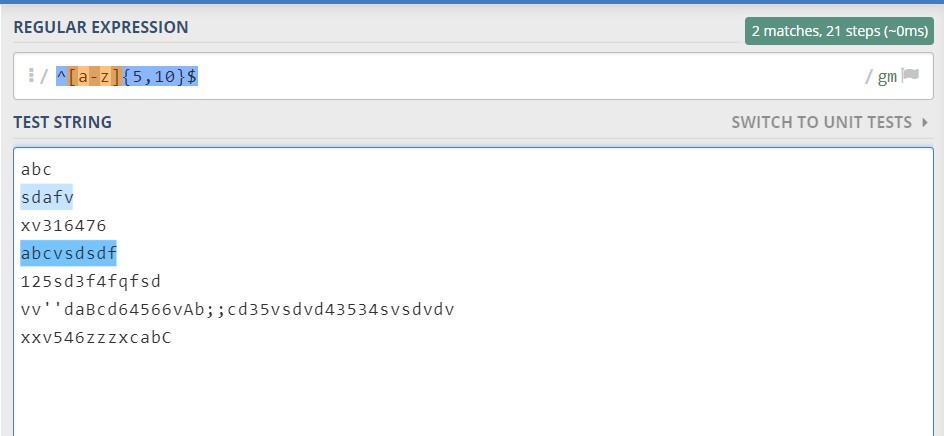 REGULAR EXPRESSION
2 matches, 21 steps (~0ms)
/ ^[a-z]{5,10}$ / gm
TEST STRING
SWITCH TO UNIT TESTS
abc
sdafv
xv316476
abcvsdsdf
125sd3f4fqfsd
vv''daBcd64566vAb;;cd35vsdvd43534svsdvdv
xxv546zzzxcabC